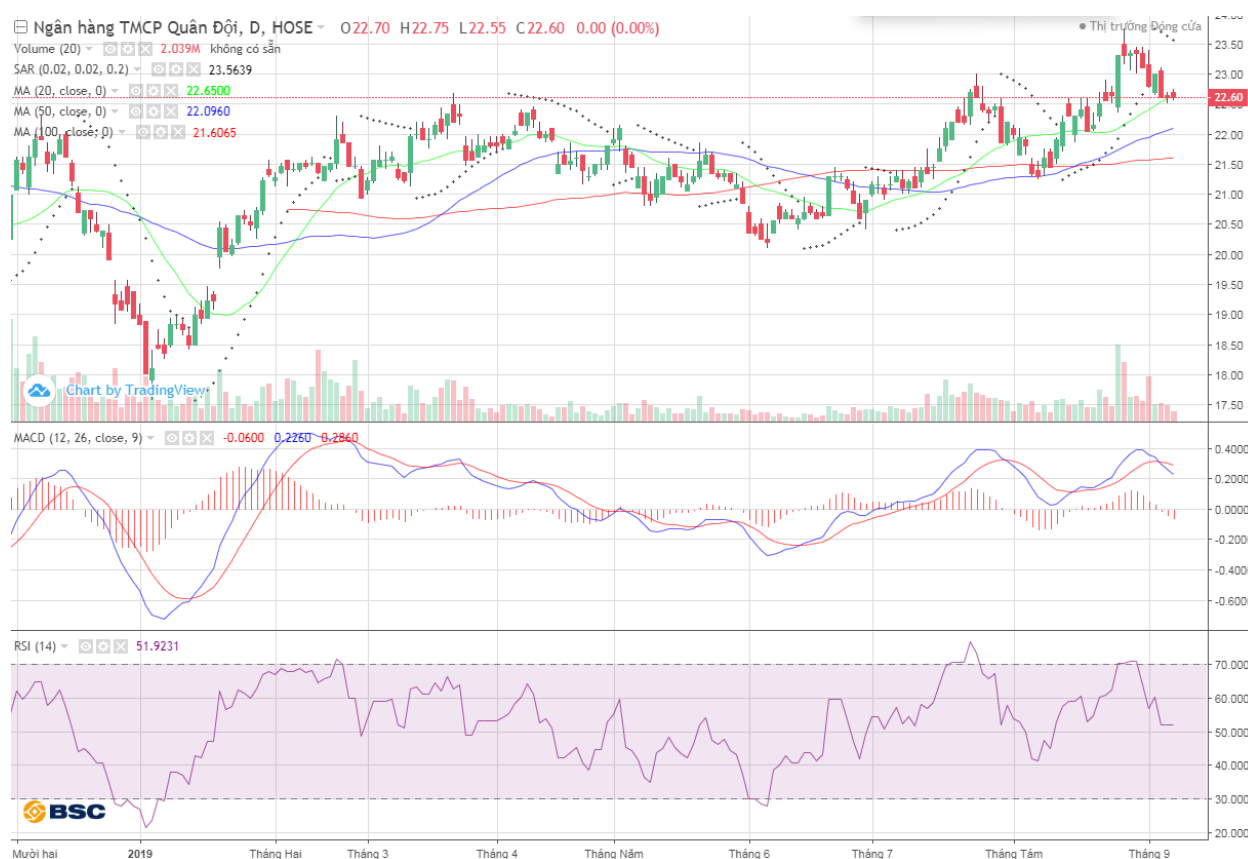 Ngân hàng TMCP Quân Đội, D, HOSE O22.70 H22.75 L22.55 C22.60 0.00 (0.00%)
Thị trường Đóng cửa
Volume (20) 2.039M không có sẵn
SAR (0.02, 0.02, 0.2) 23.5639
MA (20, close, 0) 22.6500
MA (50, close, 0) 22.0960
MA (100, close, 0) 21.6065
24.00
23.50
23.00
22.60
22.00
21.50
21.00
20.50
20.00
19.50
19.00
18.50
18.00
17.50
Chart by TradingView
MACD (12, 26, close, 9) -0.0600 0.2260 0.2860
0.4000
0.2000
0.0000
-0.2000
-0.4000
-0.6000
RSI (14) 51.9231
70.0000
60.0000
50.0000
40.0000
30.0000
20.0000
BSC
Mười hai 2019 Tháng Hai Tháng 3 Tháng 4 Tháng Năm Tháng 6 Tháng 7 Tháng Tám Tháng 9